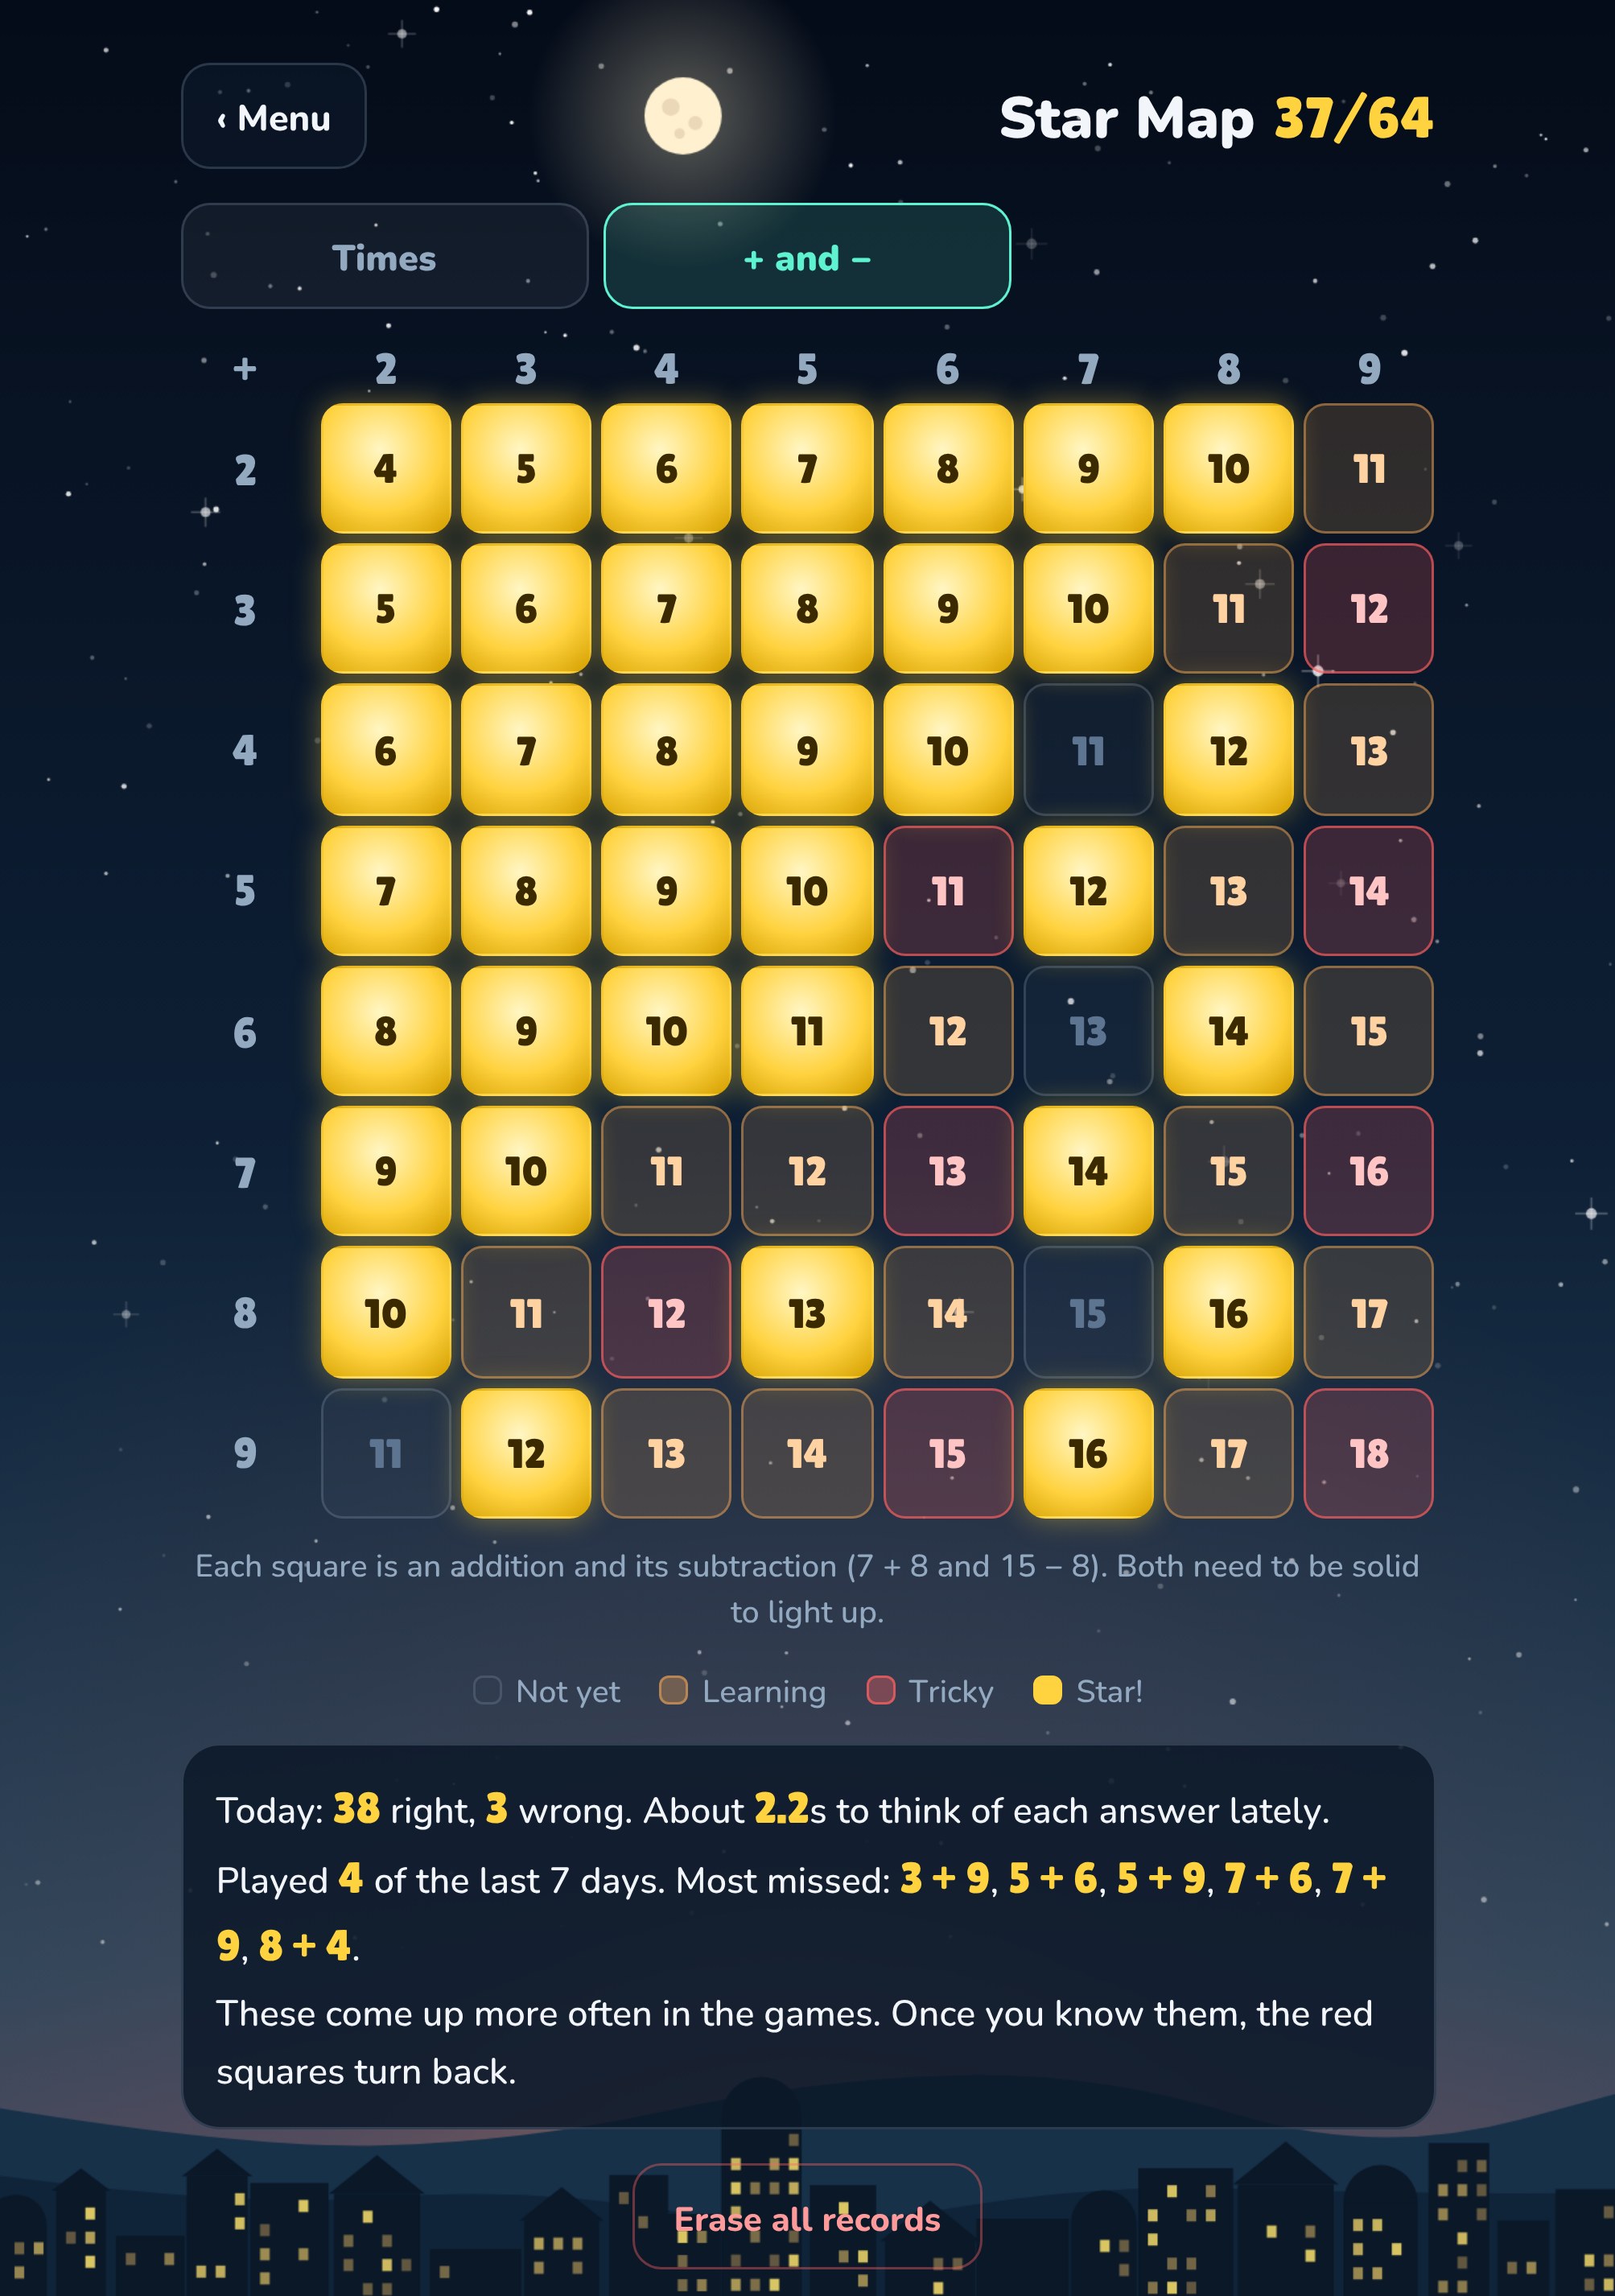 ‹ Menu
Star Map 37/64
Times
+ and −
+ 2 3 4 5 6 7 8 9
2 4 5 6 7 8 9 10 11
3 5 6 7 8 9 10 11 12
4 6 7 8 9 10 11 12 13
5 7 8 9 10 11 12 13 14
6 8 9 10 11 12 13 14 15
7 9 10 11 12 13 14 15 16
8 10 11 12 13 14 15 16 17
9 11 12 13 14 15 16 17 18
Each square is an addition and its subtraction (7 + 8 and 15 − 8). Both need to be solid
to light up.
Not yet Learning Tricky Star!
Today: 38 right, 3 wrong. About 2.2s to think of each answer lately.
Played 4 of the last 7 days. Most missed: 3 + 9, 5 + 6, 5 + 9, 7 + 6, 7 +
9, 8 + 4.
These come up more often in the games. Once you know them, the red
squares turn back.
Erase all records